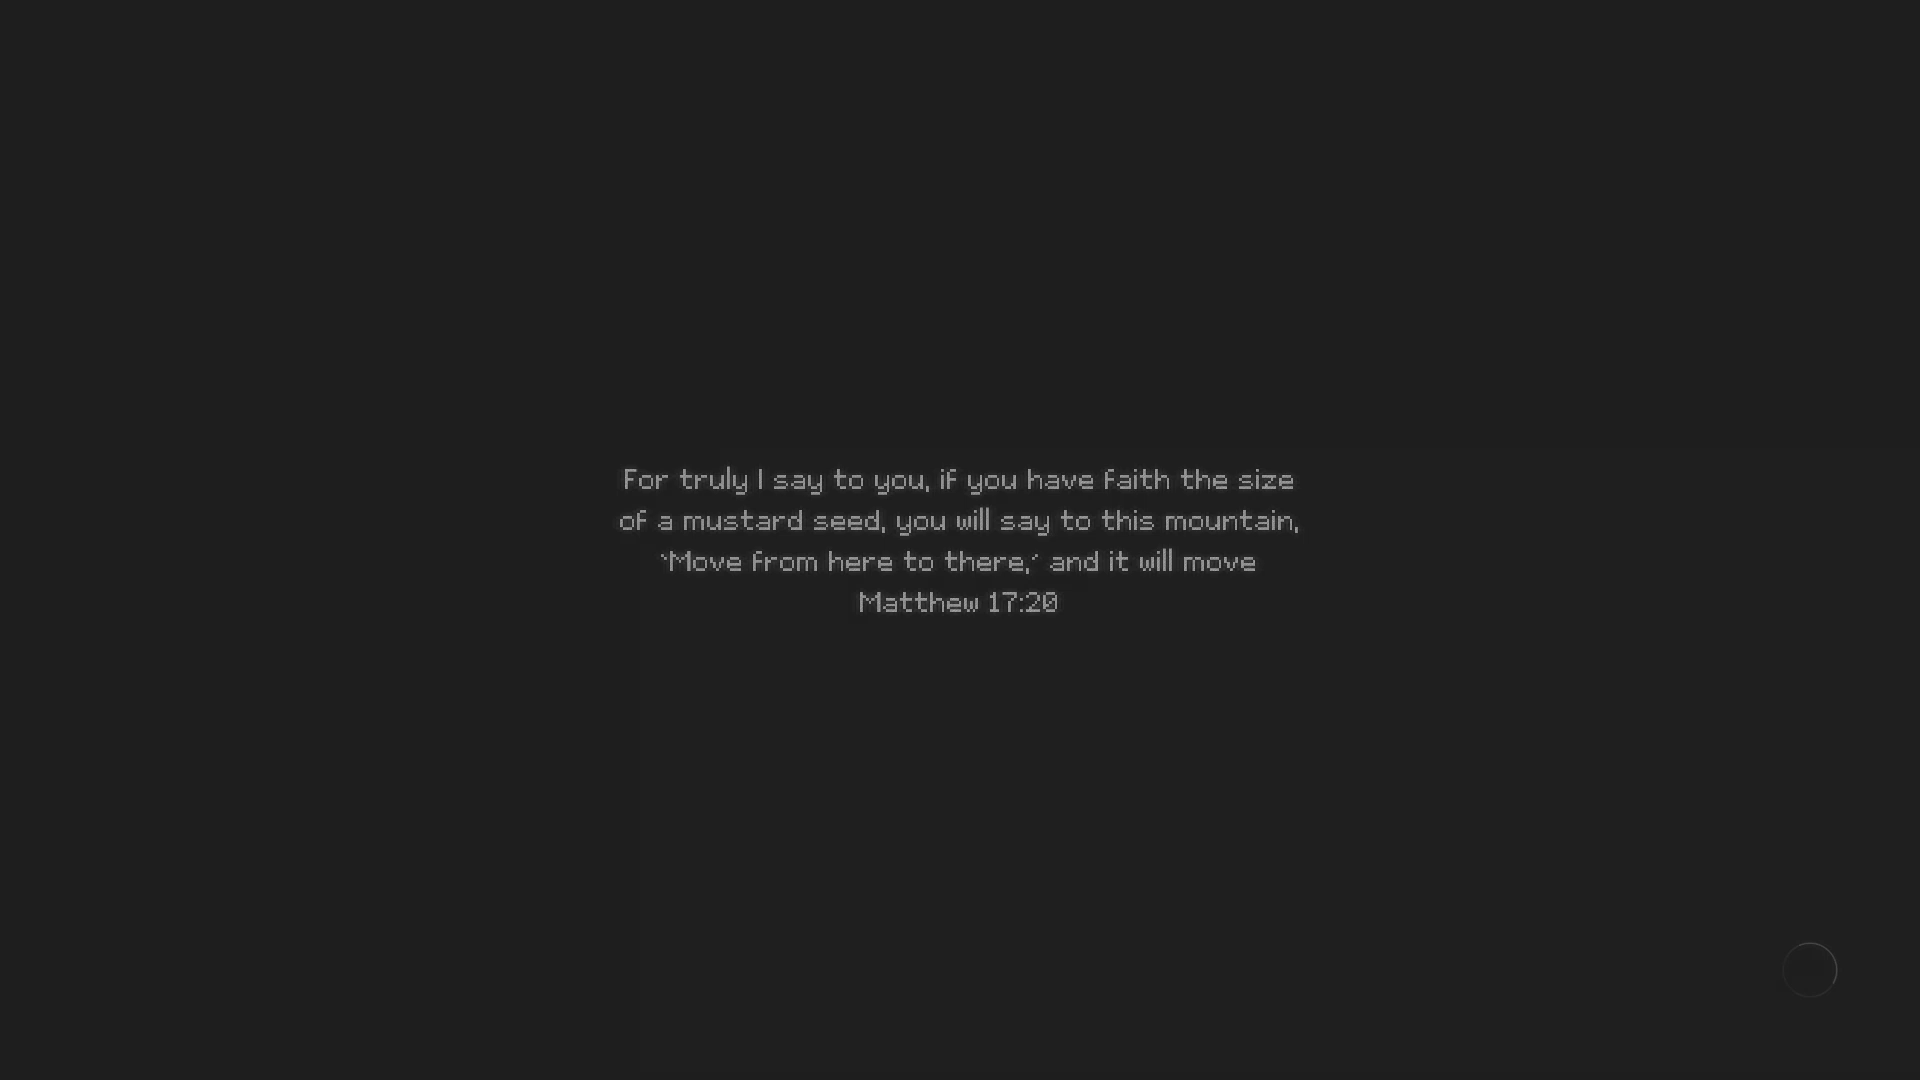 For truly I say to you, if you have faith the size
of a mustard seed, you will say to this mountain,
‘Move from here to there,’ and it will move
Matthew 17:20